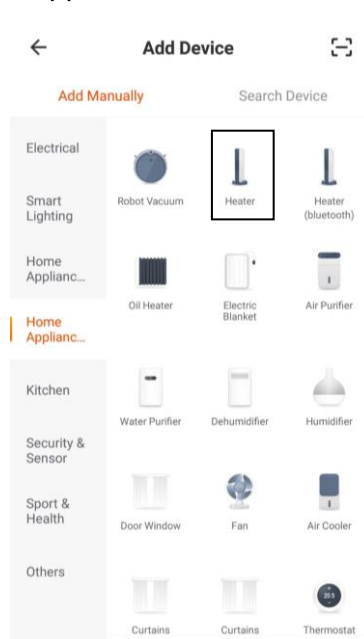 Add Device
Add Manually
Search Device
Electrical
Smart
Lighting
Home
Applianc...
Home
Applianc...
Kitchen
Security &
Sensor
Sport &
Health
Others
Robot Vacuum
Heater
Heater
(bluetooth)
Oil Heater
Electric
Blanket
Air Purifier
Water Purifier
Dehumidifier
Humidifier
Door Window
Fan
Air Cooler
Curtains
Curtains
20.5
Thermostat